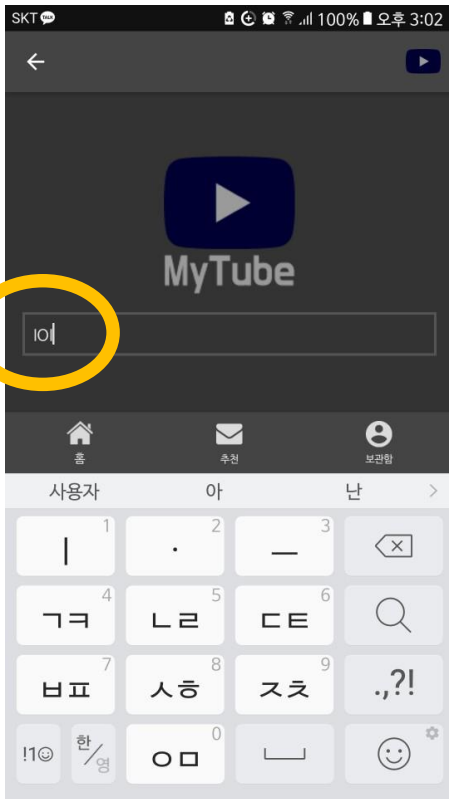 SKT 100% 오후 3:02
MyTube
ㅣ이
홈 추천 보관함
사용자 아 난 >
ㅣ 1 · 2 ㅡ 3
ㄱㅋ 4 ㄴㄹ 5 ㄷㅌ 6
ㅂㅍ 7 ㅅㅎ 8 ㅈㅊ 9 .,?!
!1☺ 한/영 ㅇㅁ 0